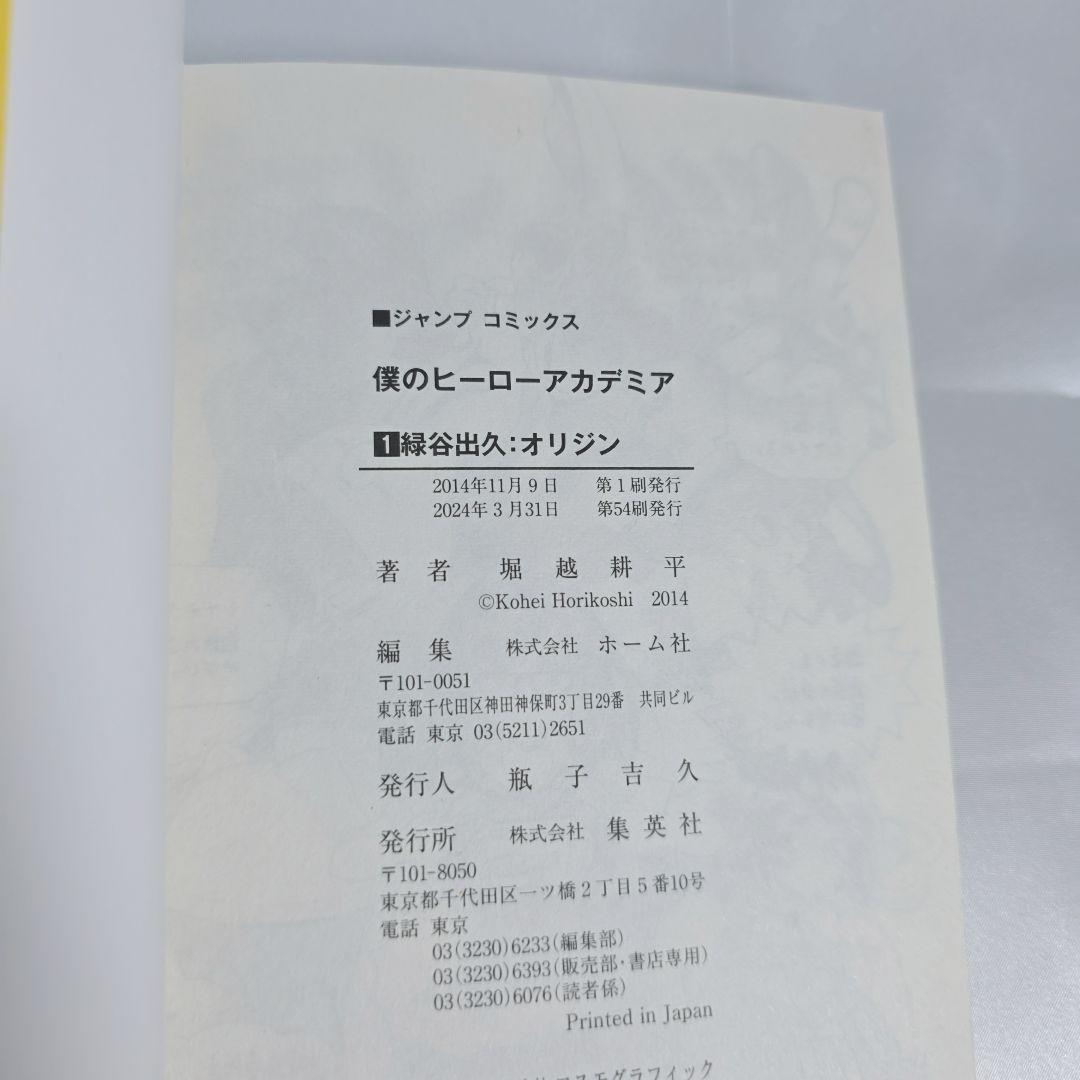 ■ジャンプ コミックス
僕のヒーローアカデミア
1緑谷出久:オリジン
2014年11月9日 第1刷発行
2024年3月31日 第54刷発行
著者 堀越耕平
©Kohei Horikoshi 2014
編集 株式会社 ホーム社
〒101-0051
東京都千代田区神田神保町3丁目29番 共同ビル
電話 東京 03(5211)2651
発行人 瓶子吉久
発行所 株式会社 集英社
〒101-8050
東京都千代田区一ツ橋2丁目5番10号
電話 東京
03(3230)6233(編集部)
03(3230)6393(販売部・書店専用)
03(3230)6076(読者係)
Printed in Japan
コスモグラフィック